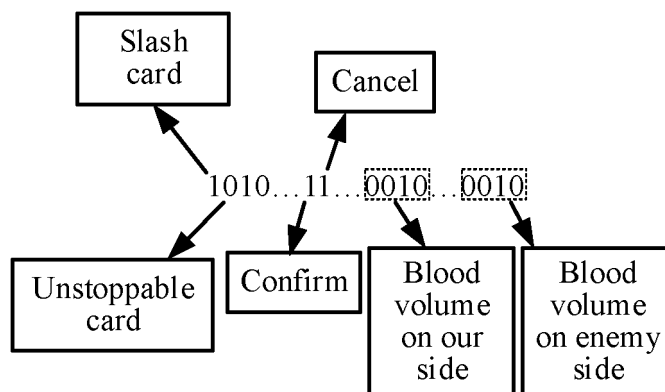 Slash
card
Cancel
1010...11...0010...0010
Unstoppable
card
Confirm
Blood
volume
on our
side
Blood
volume
on enemy
side